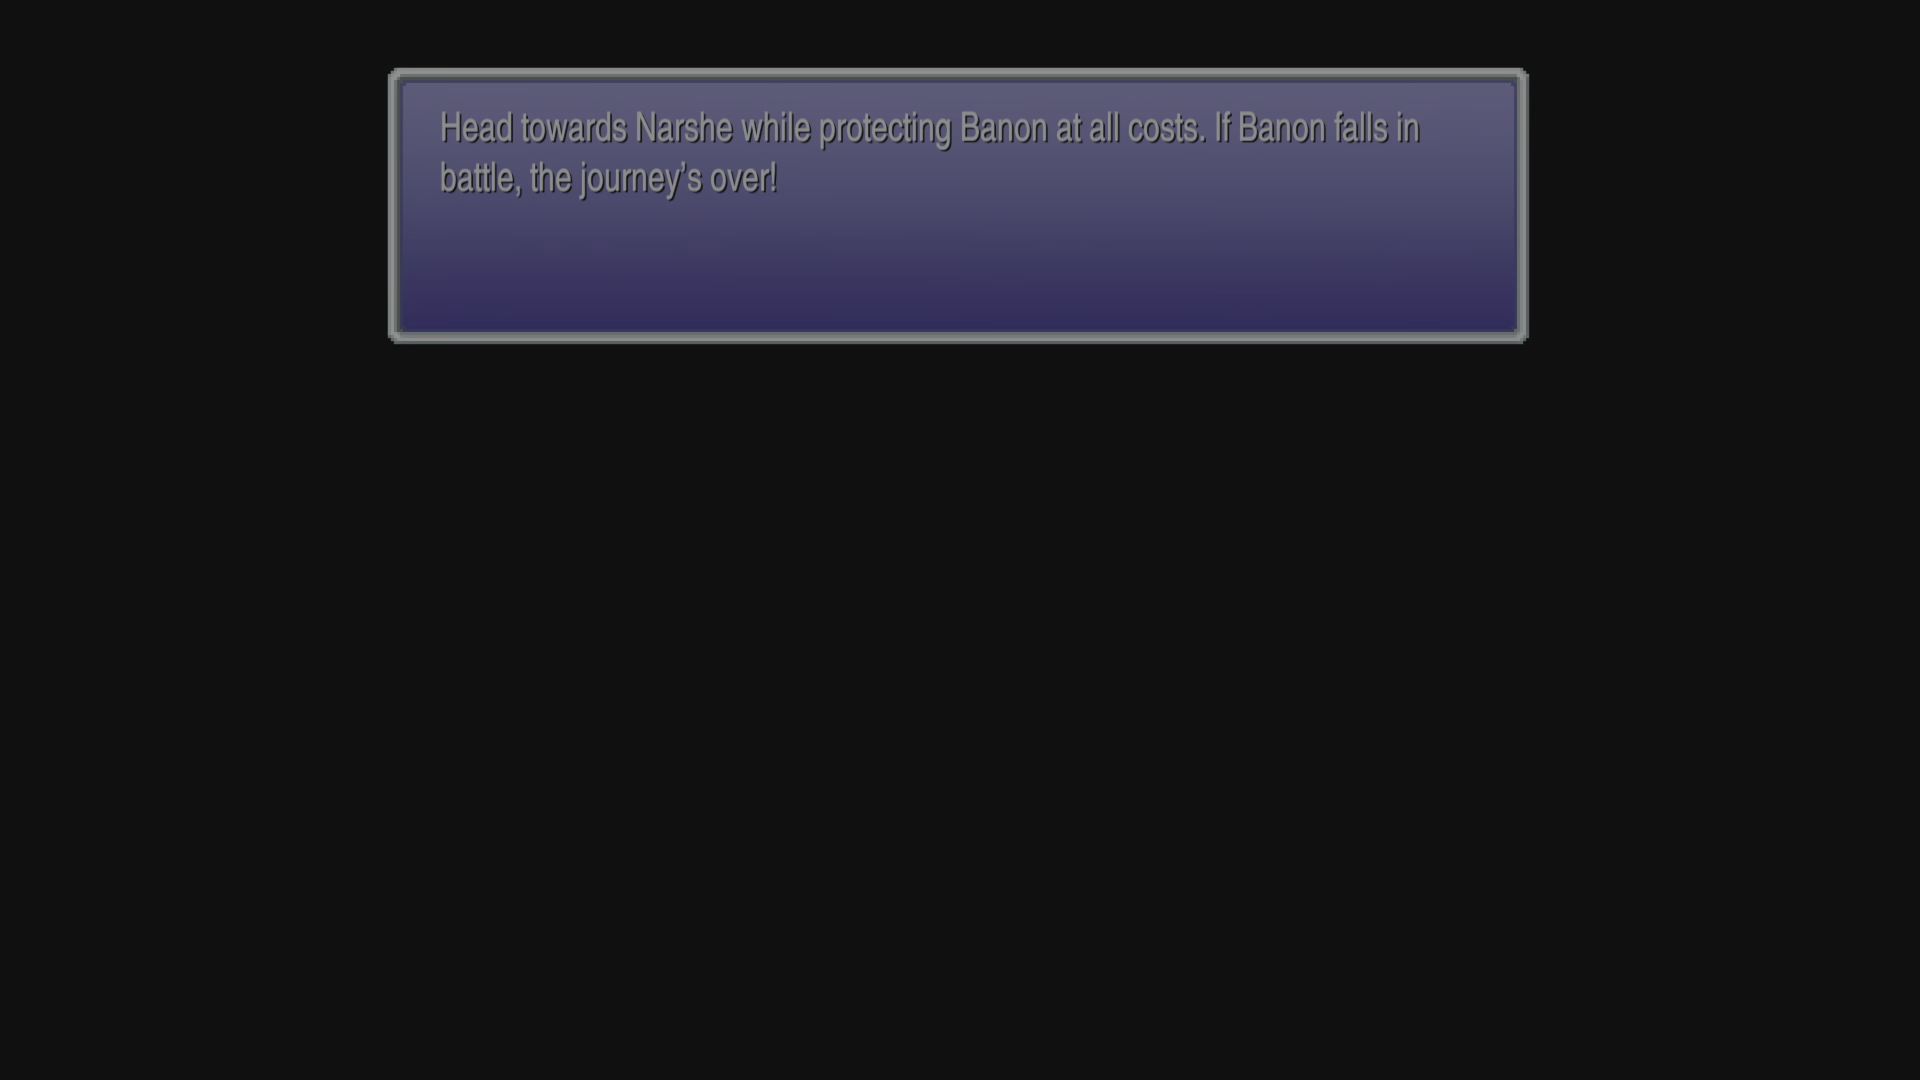 Head towards Narshe while protecting Banon at all costs. If Banon falls in
battle, the journey’s over!